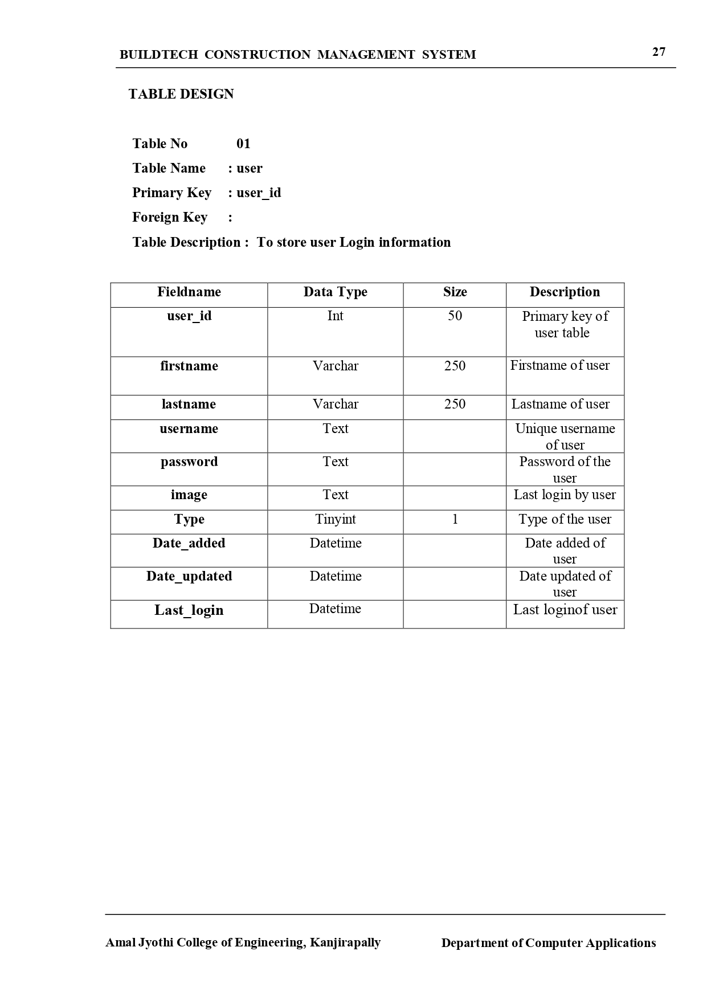 BUILDTECH CONSTRUCTION MANAGEMENT SYSTEM 27
TABLE DESIGN
Table No 01
Table Name : user
Primary Key : user_id
Foreign Key :
Table Description : To store user Login information
Fieldname Data Type Size Description
user_id Int 50 Primary key of
user table
firstname Varchar 250 Firstname of user
lastname Varchar 250 Lastname of user
username Text Unique username
of user
password Text Password of the
user
image Text Last login by user
Type Tinyint 1 Type of the user
Date_added Datetime Date added of
user
Date_updated Datetime Date updated of
user
Last_login Datetime Last loginof user
Amal Jyothi College of Engineering, Kanjirapally Department of Computer Applications